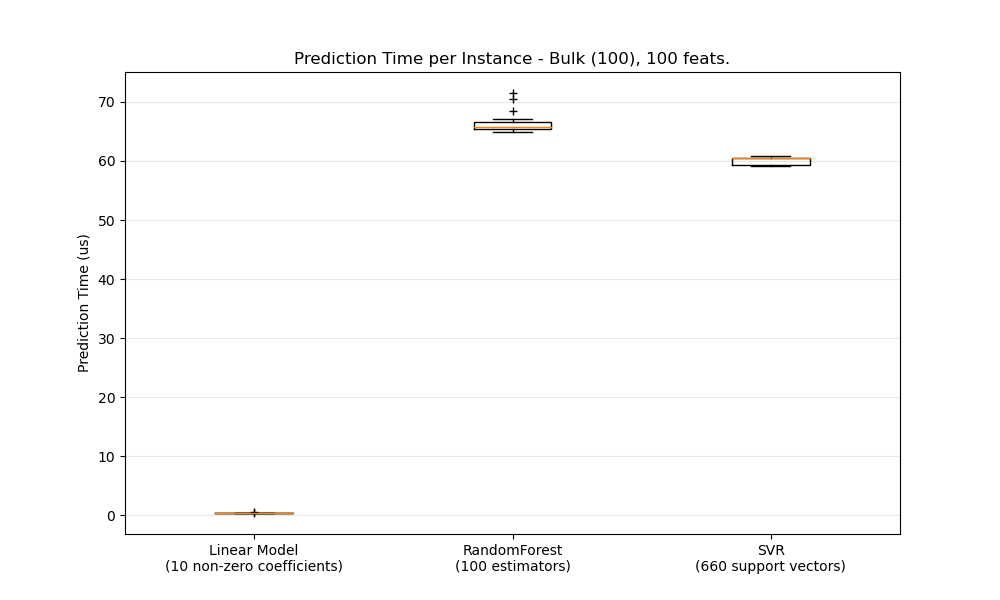 Prediction Time per Instance - Bulk (100), 100 feats.
Prediction Time (us)
70
60
50
40
30
20
10
0
Linear Model
(10 non-zero coefficients)
RandomForest
(100 estimators)
SVR
(660 support vectors)